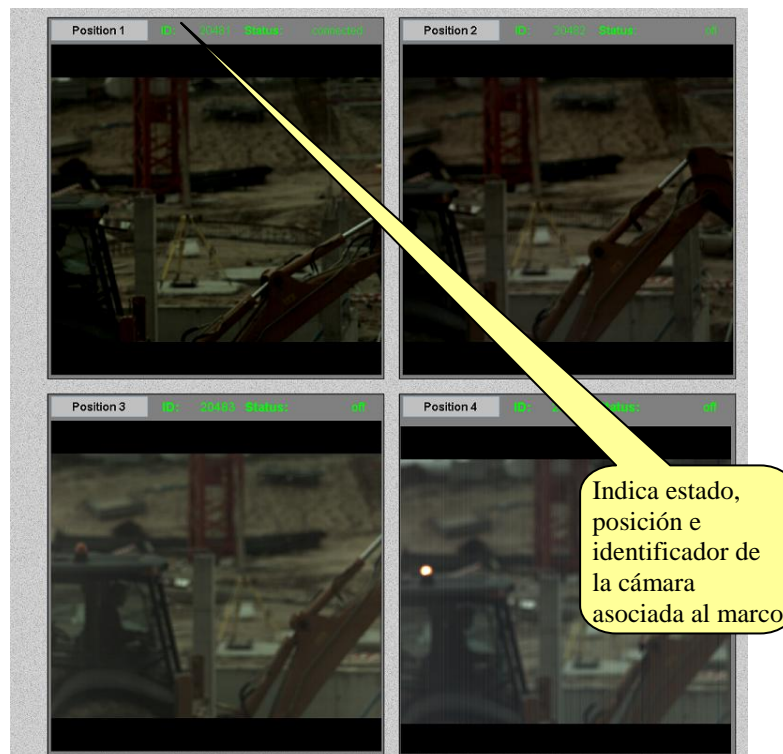 Position 1 ID: 20481 Status: connected
Position 2 ID: 20482 Status: off
Position 3 ID: 20483 Status: off
Position 4 ID: Status: off
Indica estado,
posición e
identificador de
la cámara
asociada al marco